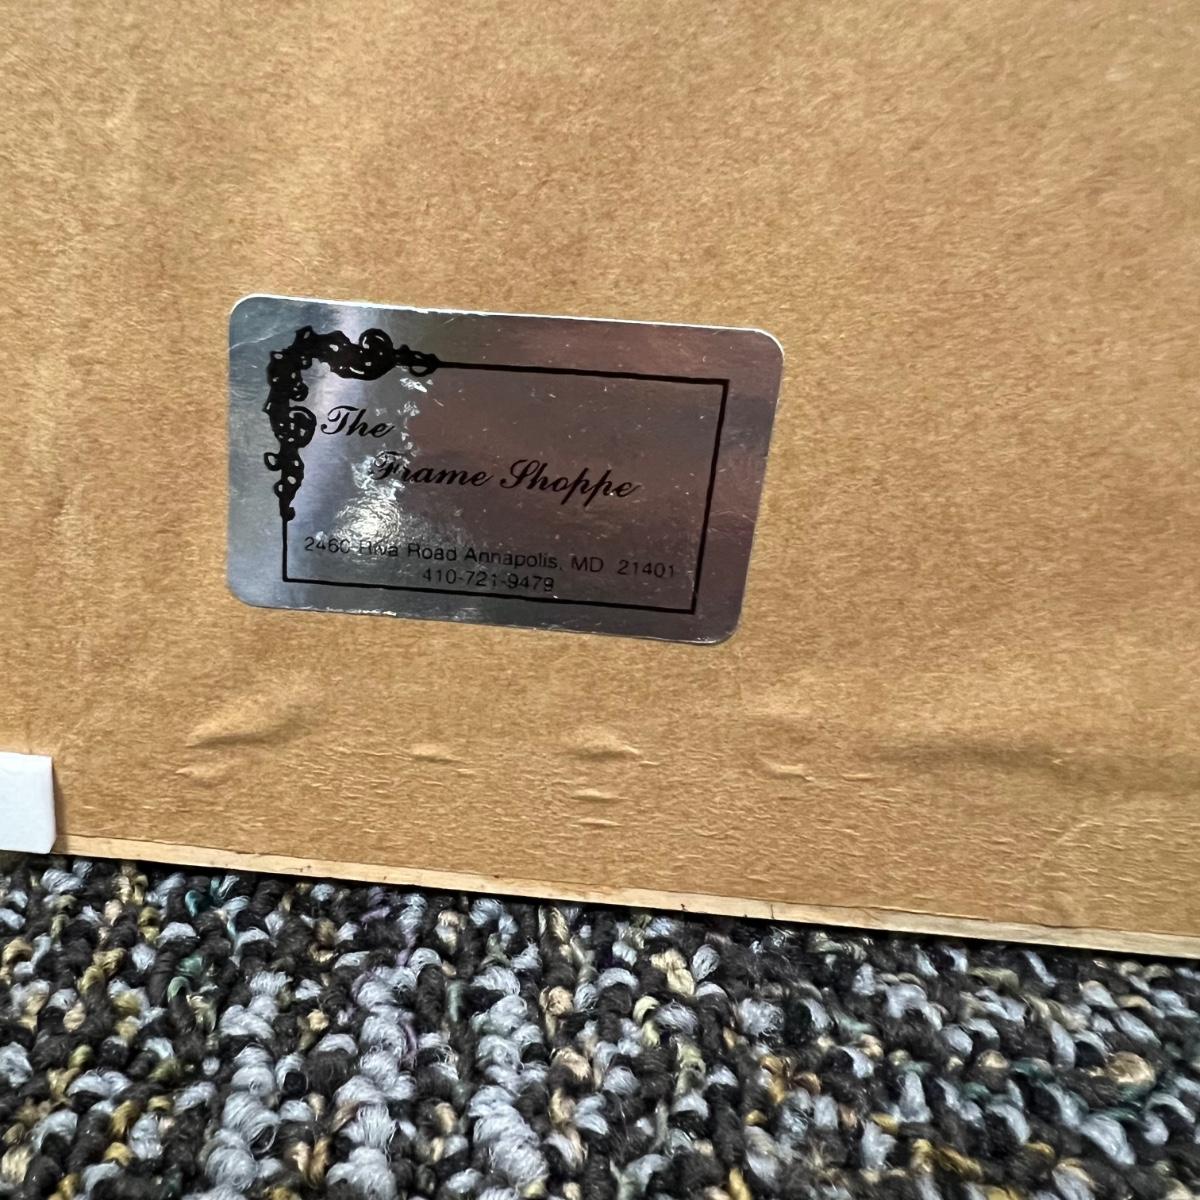 The
Frame Shoppe
2460 Riva Road Annapolis, MD 21401
410-721-9479